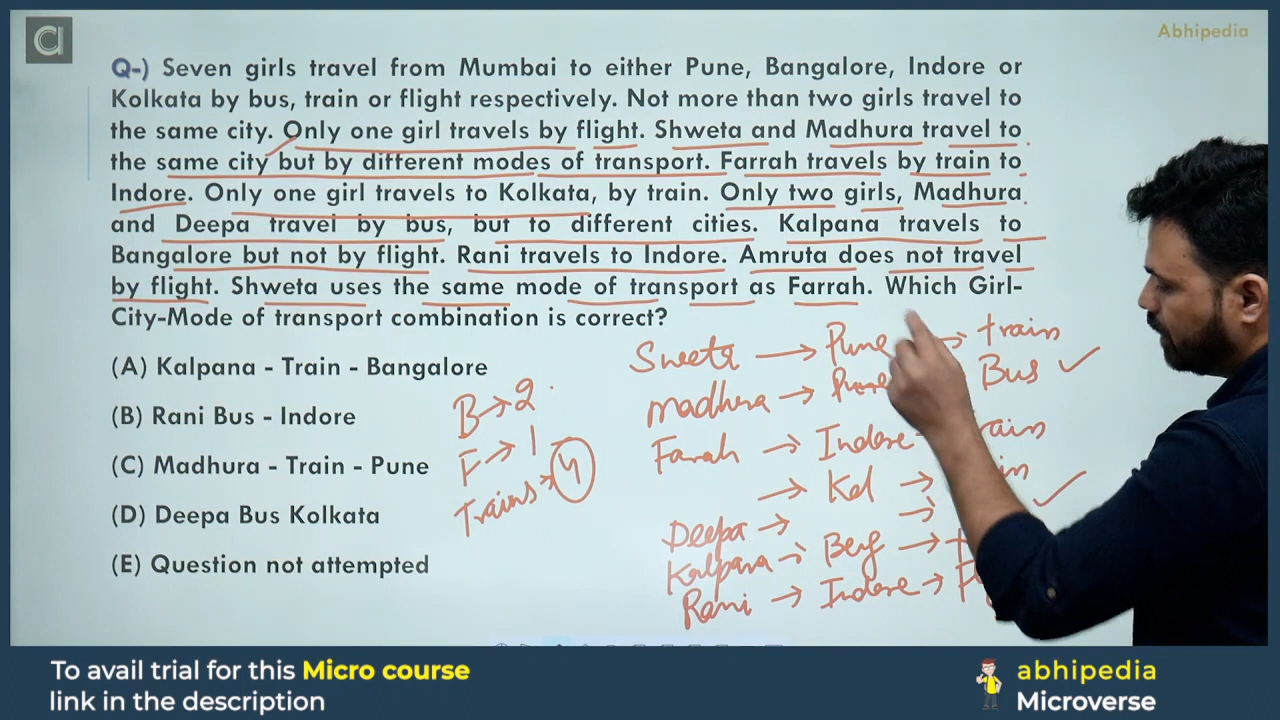 Abhipedia
Q-) Seven girls travel from Mumbai to either Pune, Bangalore, Indore or
Kolkata by bus, train or flight respectively. Not more than two girls travel to
the same city. Only one girl travels by flight. Shweta and Madhura travel to
the same city but by different modes of transport. Farrah travels by train to
Indore. Only one girl travels to Kolkata, by train. Only two girls, Madhura
and Deepa travel by bus, but to different cities. Kalpana travels to
Bangalore but not by flight. Rani travels to Indore. Amruta does not travel
by flight. Shweta uses the same mode of transport as Farrah. Which Girl-
City-Mode of transport combination is correct?
(A) Kalpana - Train - Bangalore
(B) Rani Bus - Indore
(C) Madhura - Train - Pune
(D) Deepa Bus Kolkata
(E) Question not attempted
B→2
F→1
Trains→4
Sweeta → Pune → train
Madhura → Pune Bus ✓
Farah → Indore
→ Kol →
Deepa → → ✓
Kalpana → Beng →
Rani → Indore →
To avail trial for this Micro course
link in the description
abhipedia
Microverse